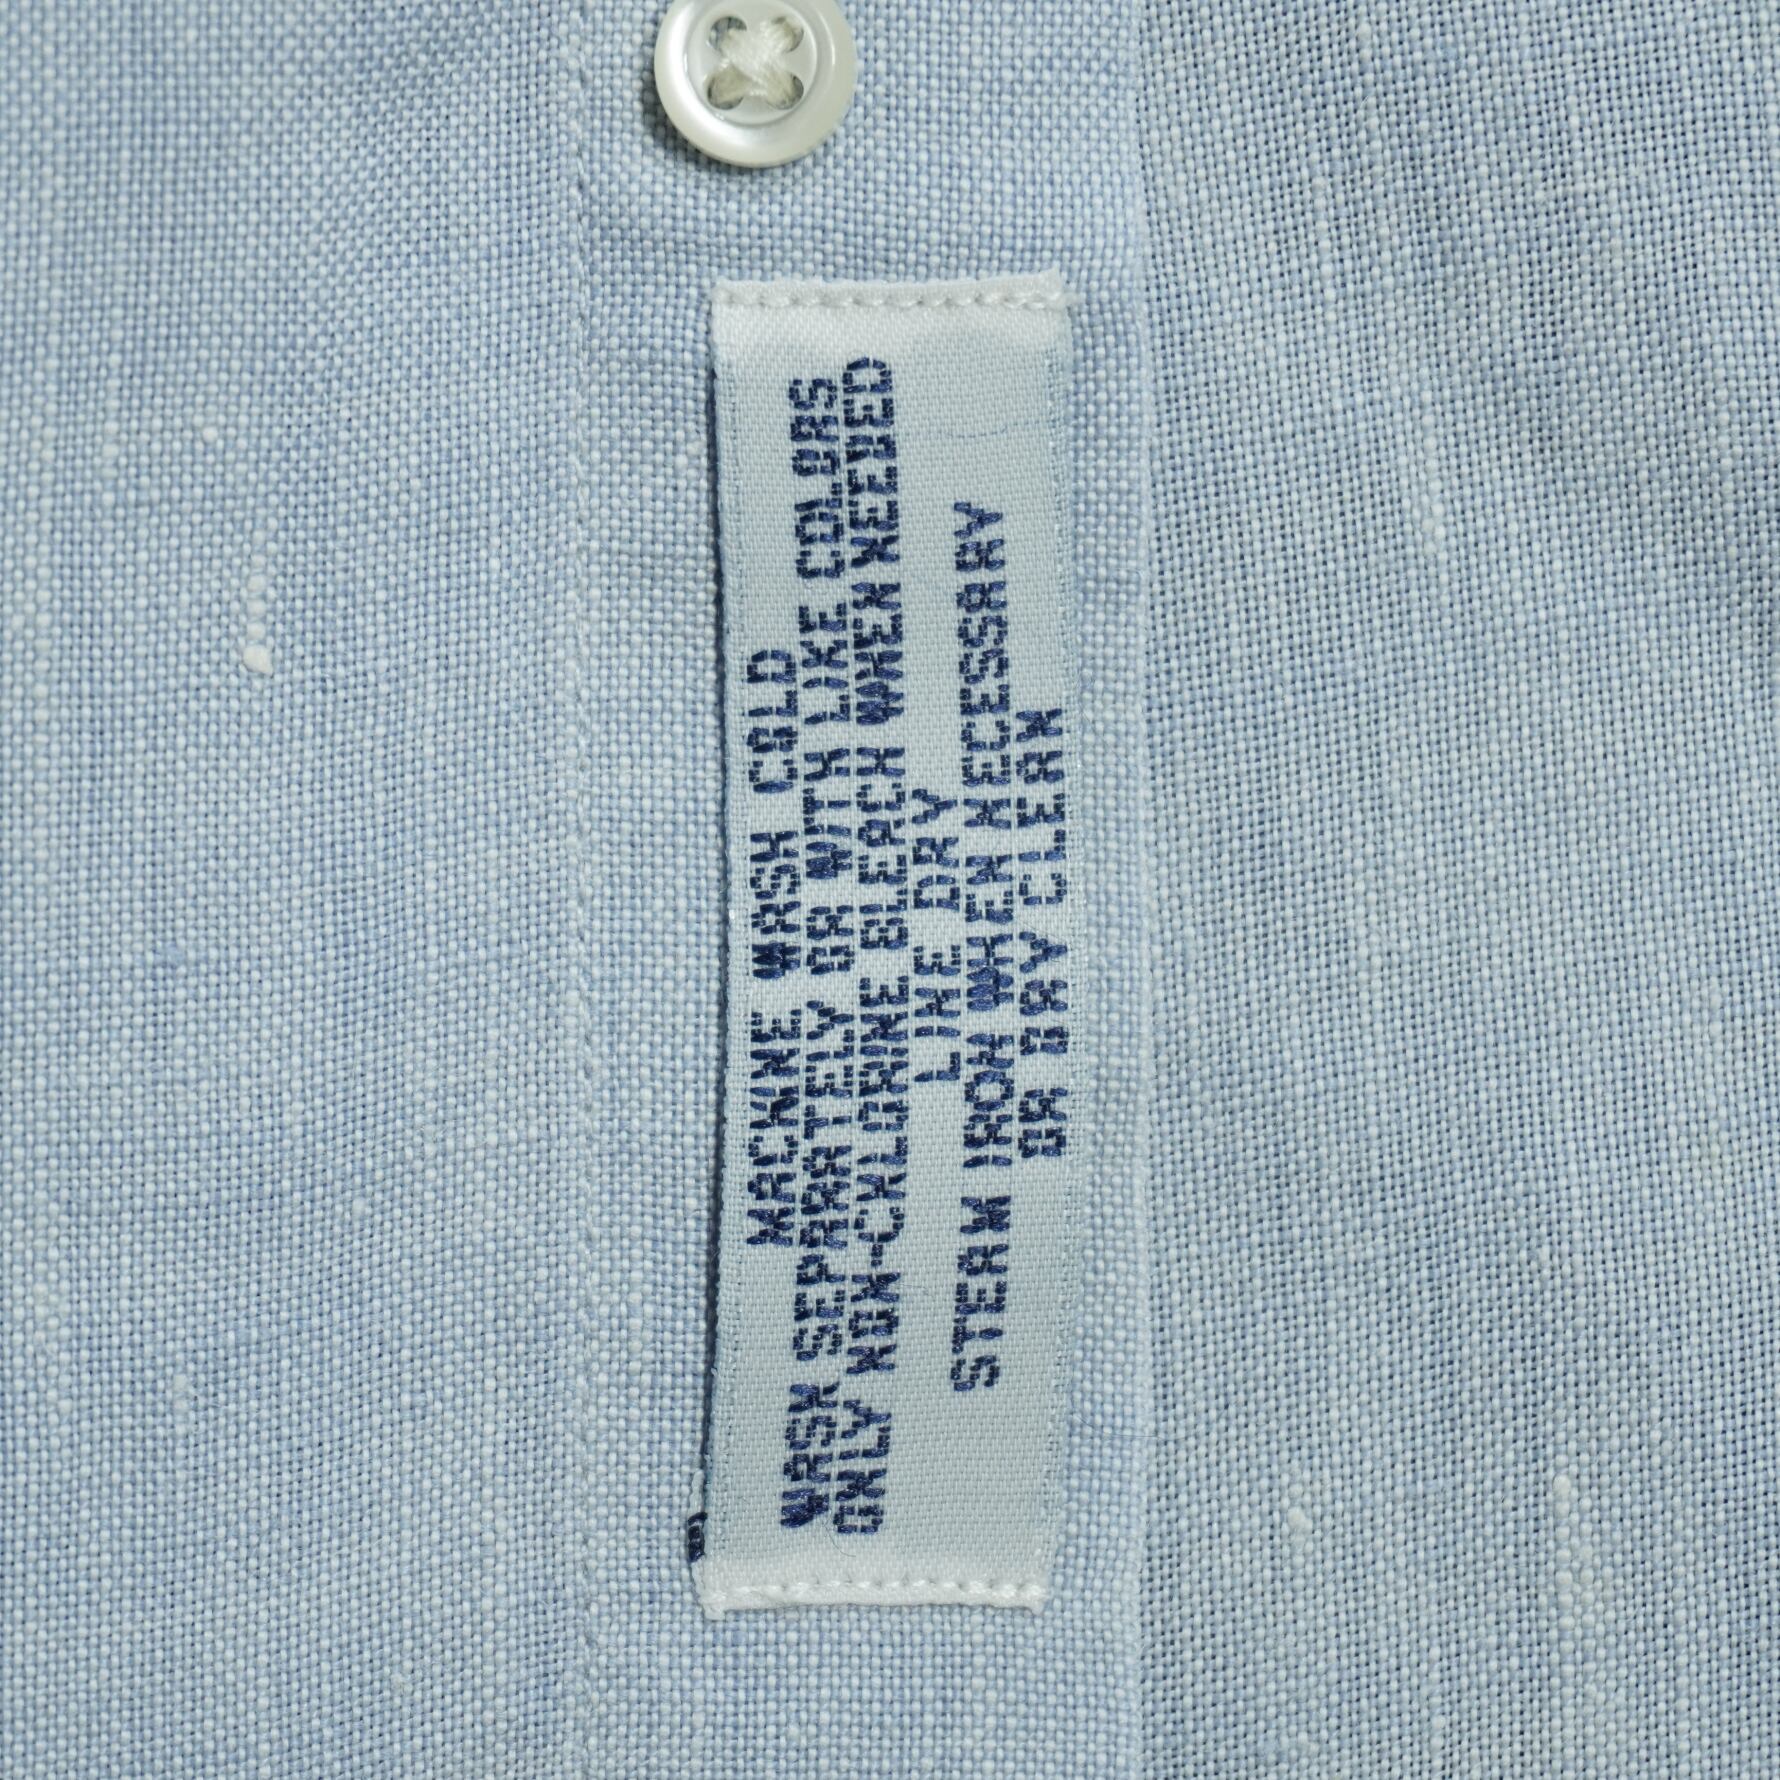 MACHINE WASH COLD
WASH SEPARATELY OR WITH LIKE COLORS
ONLY NON-CHLORINE BLEACH WHEN NEEDED
LINE DRY
STEAM IRON WHEN NECESSARY
OR DRY CLEAN